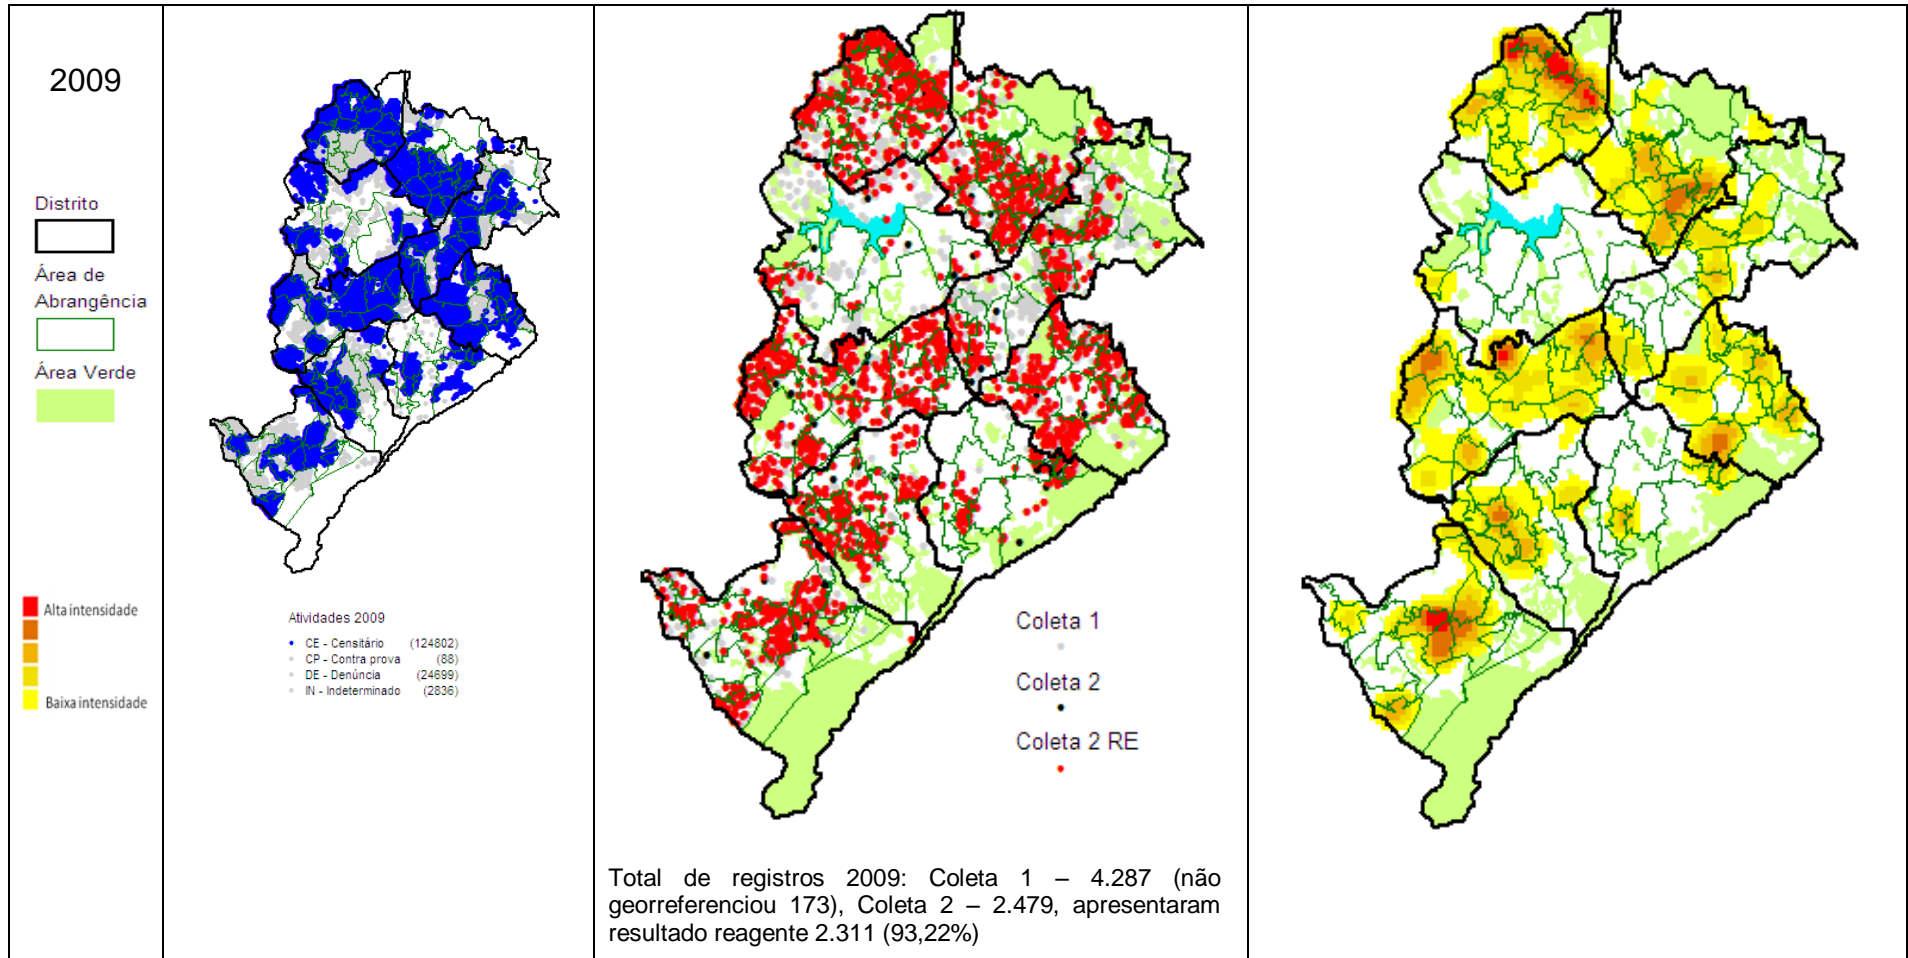 2009
Distrito
Área de
Abrangência
Área Verde
Alta intensidade
Baixa intensidade
Atividades 2009
CE - Censitário (124802)
CP - Contra prova (88)
DE - Denúncia (24699)
IN - Indeterminado (2836)
Coleta 1
Coleta 2
Coleta 2 RE
Total de registros 2009: Coleta 1 – 4.287 (não
georreferenciou 173), Coleta 2 – 2.479, apresentaram
resultado reagente 2.311 (93,22%)